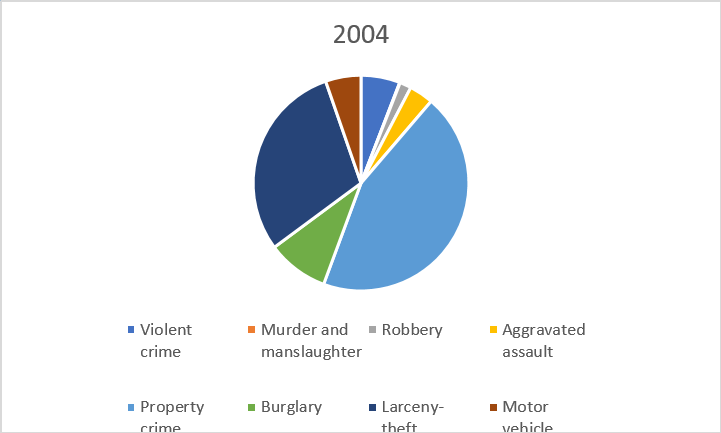 2004
Violent Murder and Robbery Aggravated
crime manslaughter assault
Property Burglary Larceny- Motor
crime theft vehicle